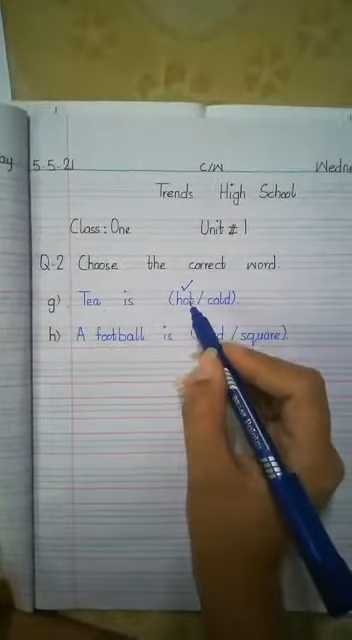 5-5-21 C/W
Trends High School
Class: One Unit # 1
Q-2 Choose the correct word.
g) Tea is (hot/cold).
h) A football is ( /square).